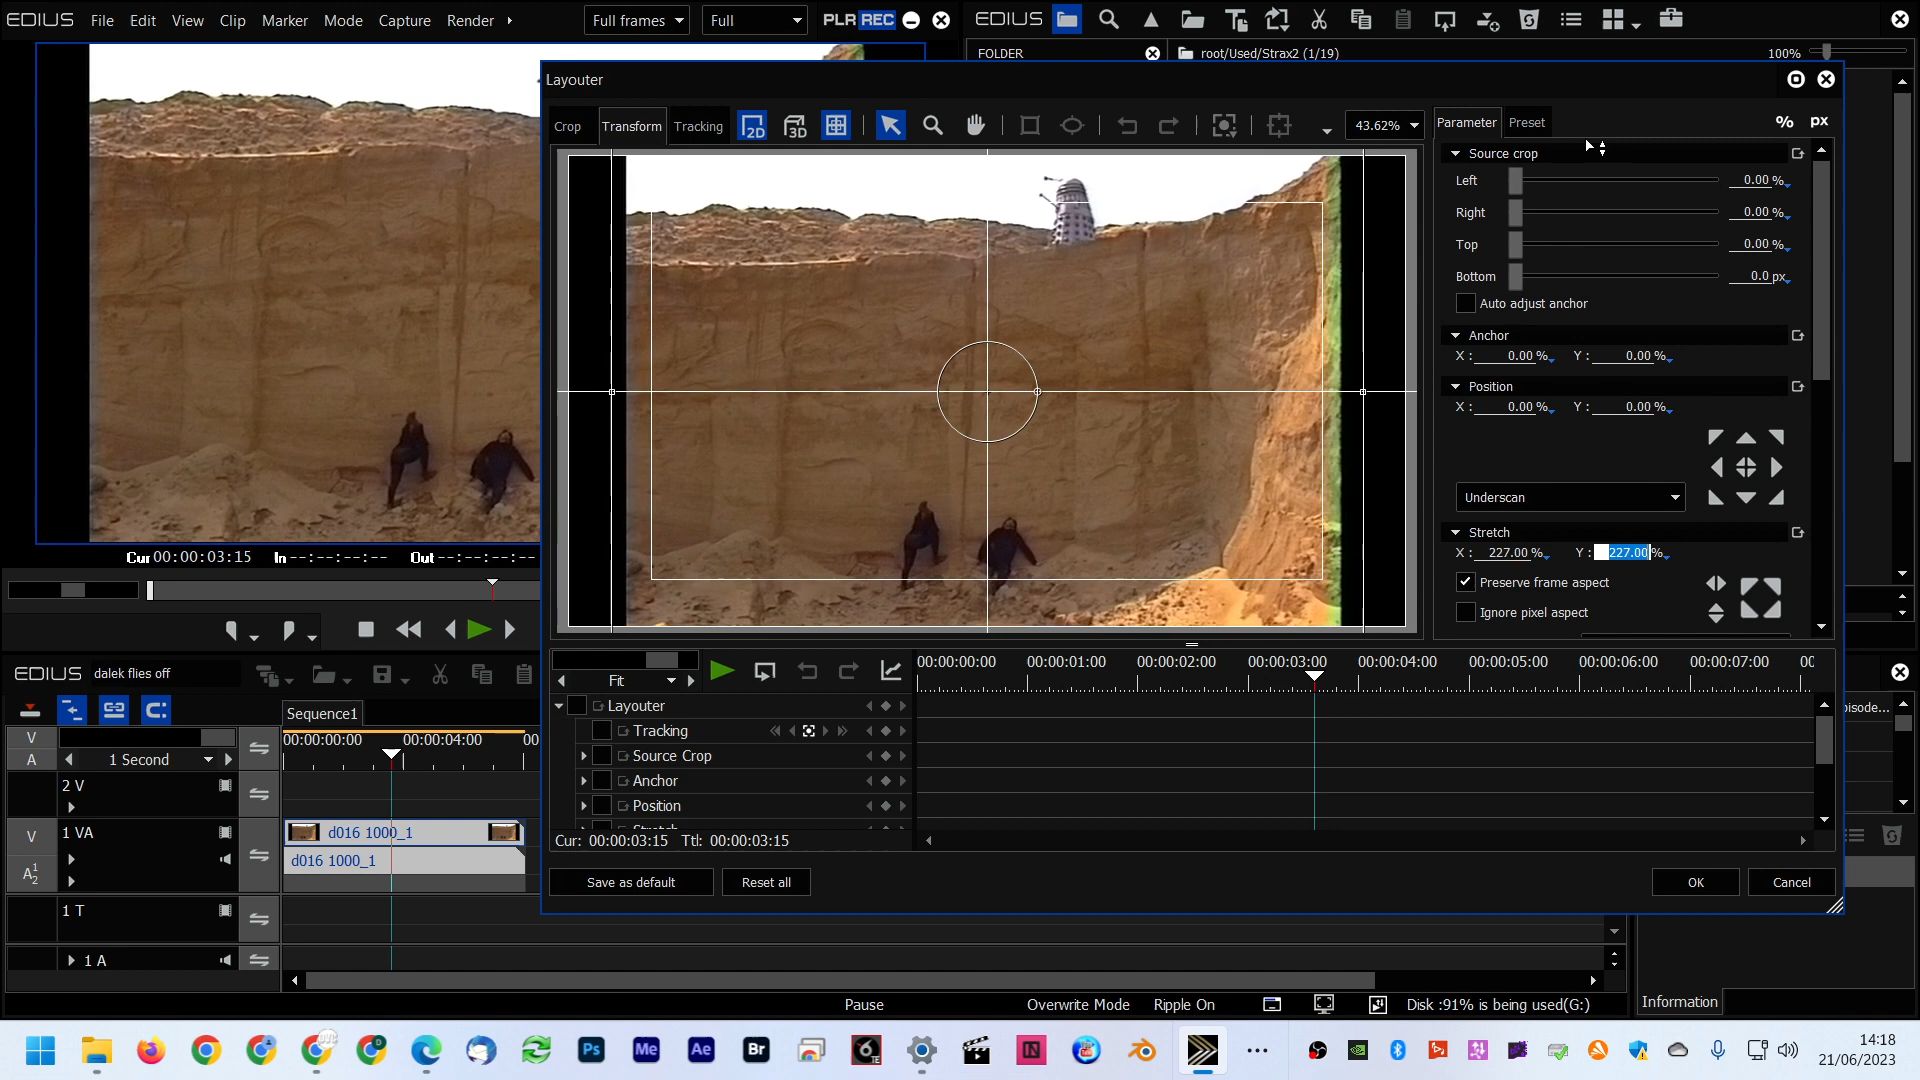 EDIUS File Edit View Clip Marker Mode Capture Render Full frames Full PLR REC
EDIUS
FOLDER root/Used/Strax2 (1/19) 100%
Layouter
Crop Transform Tracking 2D 3D 43.62%
Parameter Preset % px
Source crop
Left 0.00 %
Right 0.00 %
Top 0.00 %
Bottom 0.0 px
Auto adjust anchor
Anchor
X : 0.00 % Y : 0.00 %
Position
X : 0.00 % Y : 0.00 %
Underscan
Stretch
X : 227.00 % Y : 227.00 %
Preserve frame aspect
Ignore pixel aspect
Cur 00:00:03:15 In --:--:--:-- Out --:--:--:--
EDIUS dalek flies off
Sequence1
00:00:00:00 00:00:04:00 00
V
A 1 Second
2 V
V 1 VA
d016 1000_1
A12
d016 1000_1
1 T
1 A
Fit
00:00:00:00 00:00:01:00 00:00:02:00 00:00:03:00 00:00:04:00 00:00:05:00 00:00:06:00 00:00:07:00 00
Layouter
Tracking
Source Crop
Anchor
Position
Cur: 00:00:03:15 Ttl: 00:00:03:15
Save as default Reset all OK Cancel
isode...
Pause Overwrite Mode Ripple On Disk :91% is being used(G:)
Information
Ps Me Ae Br 6 TE N
14:18
21/06/2023